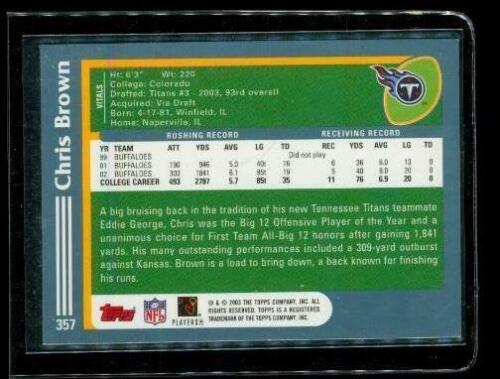 Chris Brown
357
VITALS
Ht: 6'3" Wt: 220
College: Colorado
Drafted: Titans #3 - 2003, 93rd overall
Acquired: Via Draft
Born: 4-17-81, Winfield, IL
Home: Naperville, IL
T
RUSHING RECORD RECEIVING RECORD
YR TEAM ATT YDS AVG LG TD REC YDS AVG LG TD
99 BUFFALOES Did not play
01 BUFFALOES 190 946 5.0 40t 16 6 36 6.0 13 0
02 BUFFALOES 303 1841 6.1 85t 19 5 40 8.0 20 0
COLLEGE CAREER 493 2787 5.7 85t 35 11 76 6.9 20 0
A big bruising back in the tradition of his new Tennessee Titans teammate
Eddie George, Chris was the Big 12 Offensive Player of the Year and a
unanimous choice for First Team All-Big 12 honors after gaining 1,841
yards. His many outstanding performances included a 309-yard outburst
against Kansas. Brown is a load to bring down, a back known for finishing
his runs.
Topps
NFL
PLAYERS
® & © 2003 THE TOPPS COMPANY, INC. ALL
RIGHTS RESERVED. TOPPS IS A REGISTERED
TRADEMARK OF THE TOPPS COMPANY, INC.